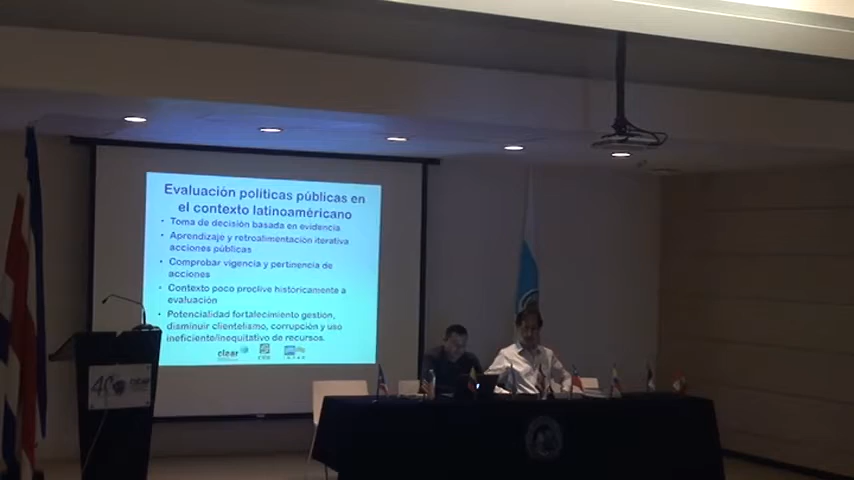 Evaluación políticas públicas en
el contexto latinoamèricano
• Toma de decisión basada en evidencia
• Aprendizaje y retroalimentación iterativa
acciones públicas
• Comprobar vigencia y pertinencia de
acciones
• Contexto poco proclive históricamente a
evaluación
• Potencialidad fortalecimiento gestión,
disminuir clientelismo, corrupción y uso
ineficiente/inequitativo de recursos.
clear
40